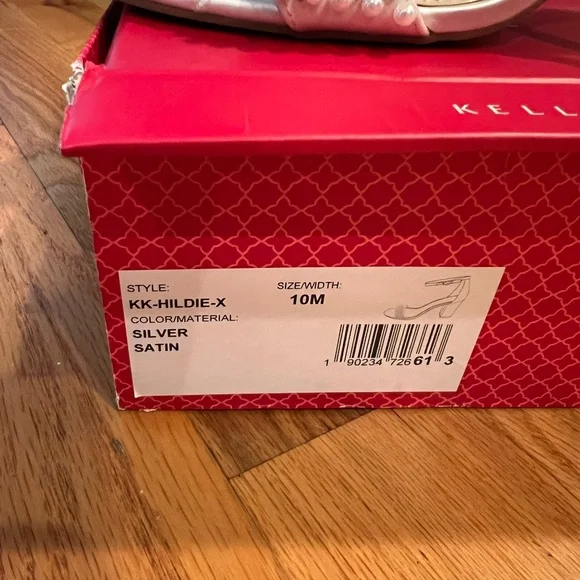 KELL
STYLE:
SIZE/WIDTH:
KK-HILDIE-X
10M
COLOR/MATERIAL:
SILVER
SATIN
1 90234 72661 3